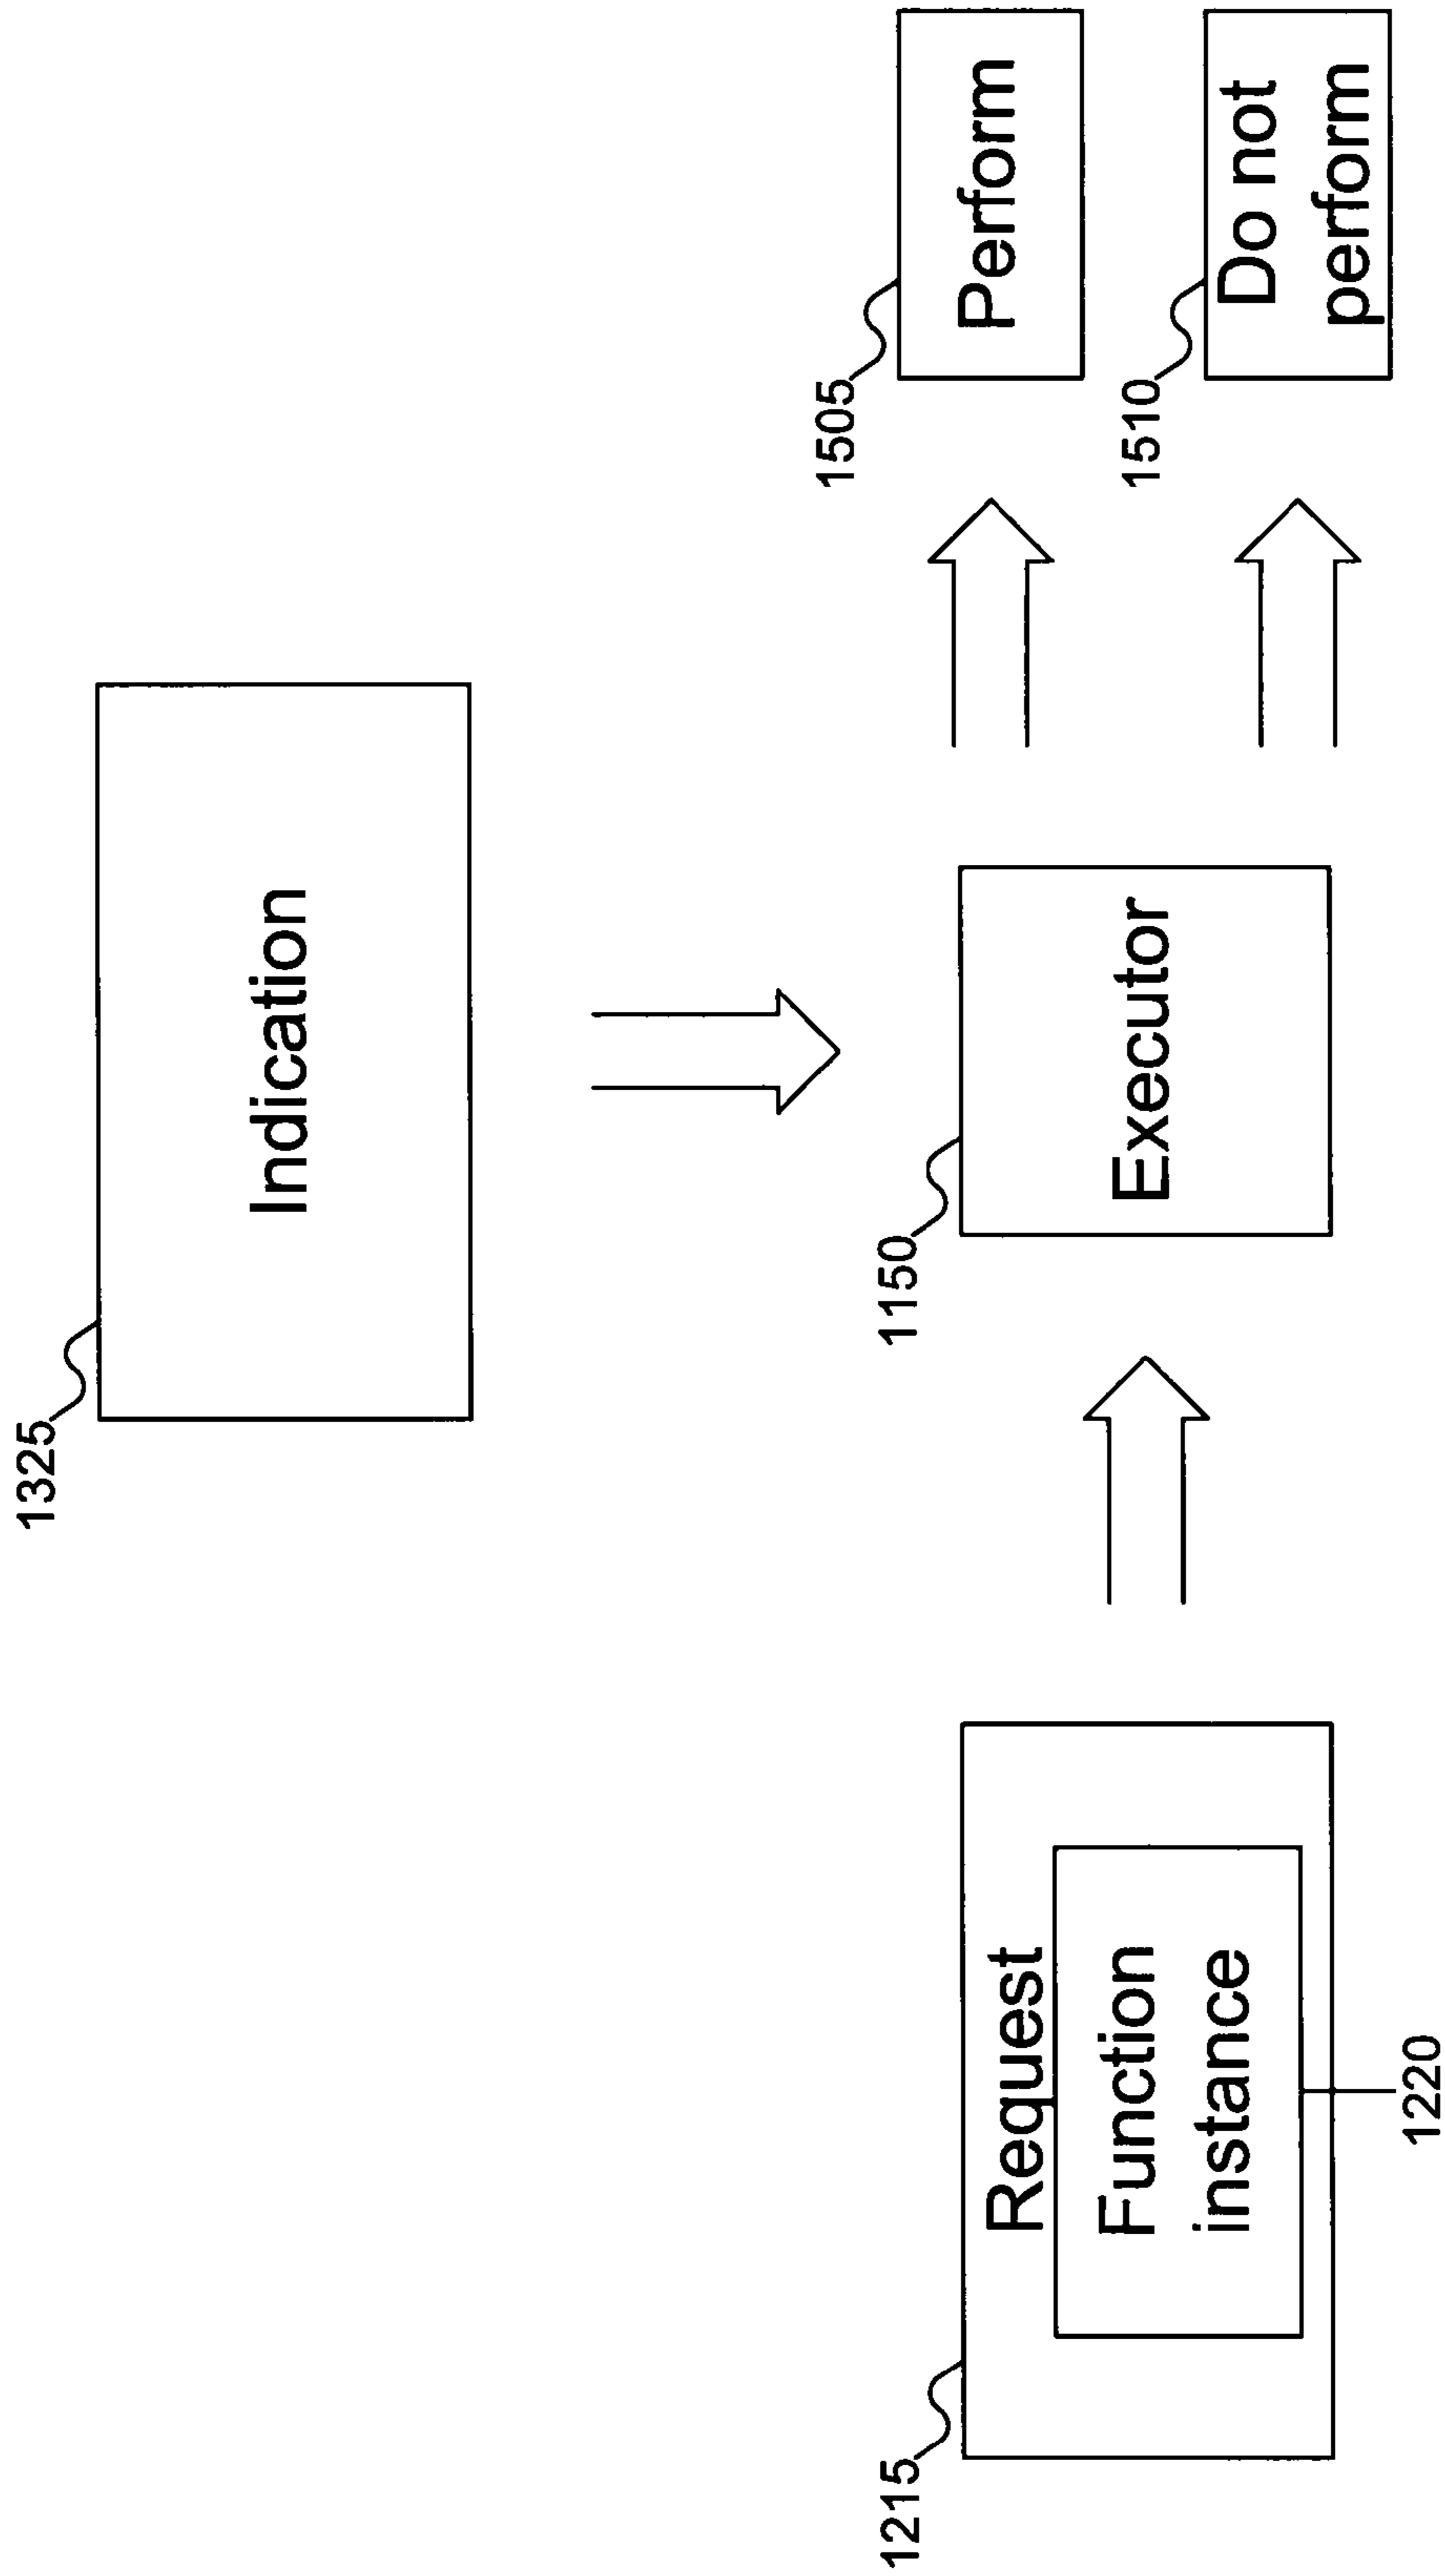 1325
Indication
1215
Request
Function
instance
1220
1150
Executor
1505
Perform
1510
Do not
perform